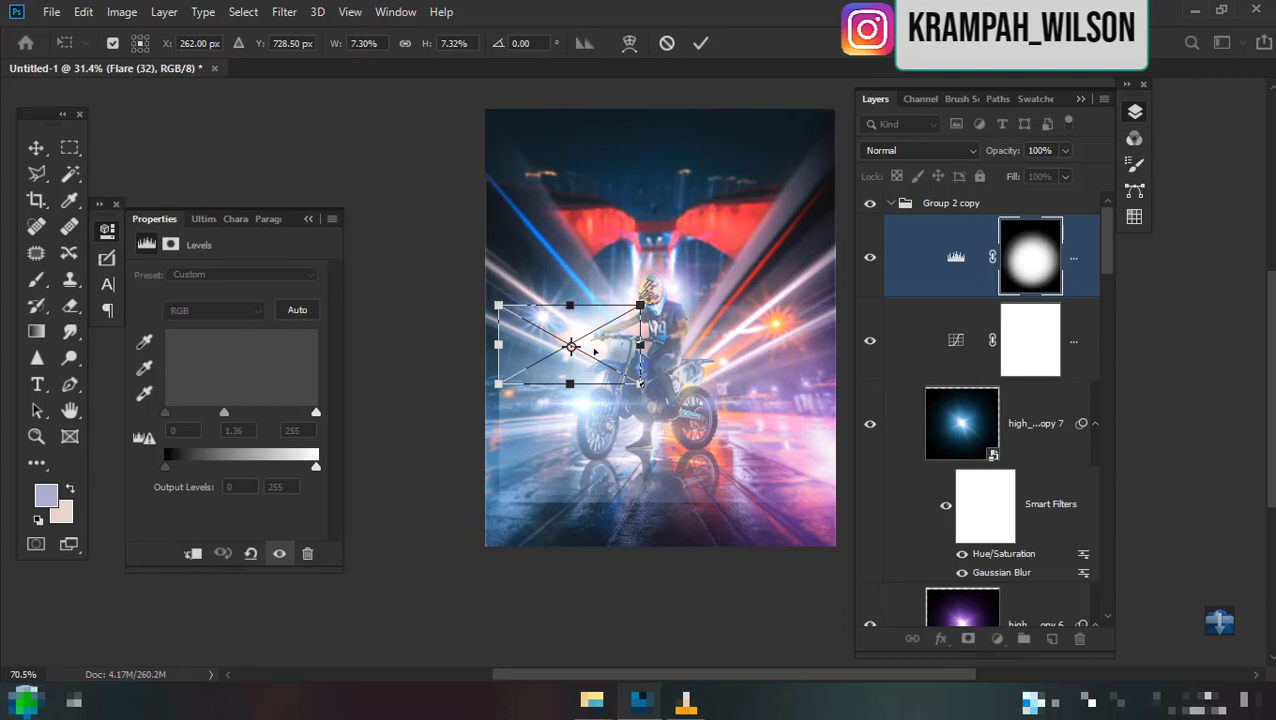 Ps File Edit Image Layer Type Select Filter 3D View Window Help
KRAMPAH_WILSON
X: 262.00 px Y: 728.50 px W: 7.30% H: 7.32% 0.00 °
Untitled-1 @ 31.4% (Flare (32), RGB/8) * ×
Layers Channel Brush Se Paths Swatche
Kind
Normal Opacity: 100%
Lock: Fill: 100%
Group 2 copy
Properties Ultim Chara Paragr
Levels
Preset: Custom
RGB Auto
...
...
high_...opy 7
0 1.36 255
Output Levels: 0 255
Smart Filters
Hue/Saturation
Gaussian Blur
high_...opy 6
fx
70.5% Doc: 4.17M/260.2M